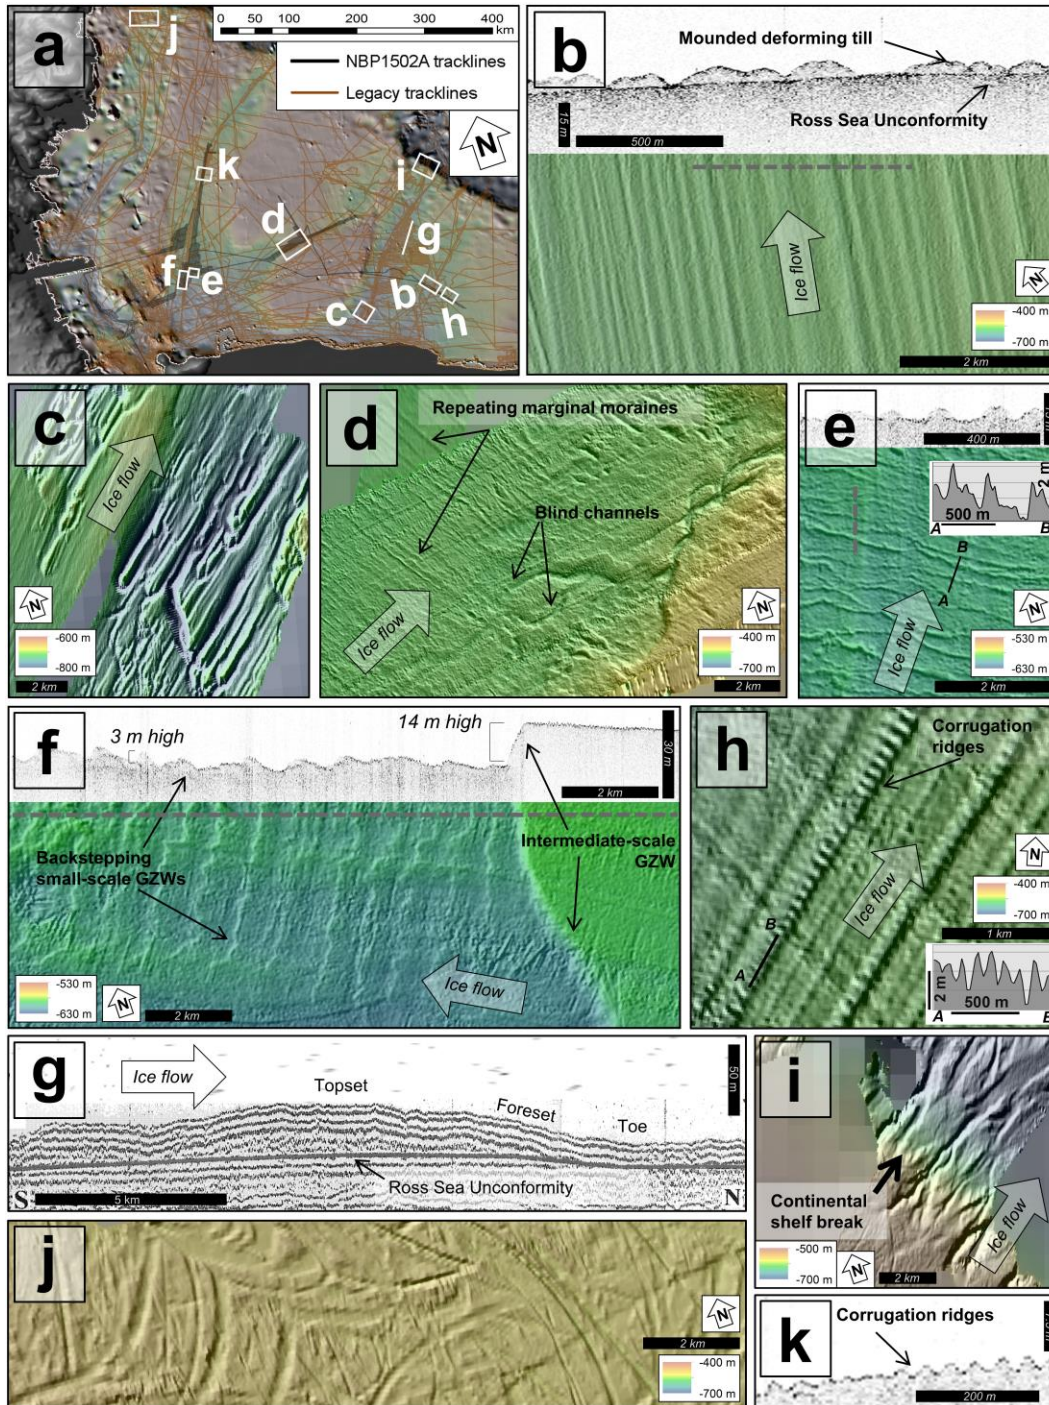 a
j
0 100 200 300 400
km
NBP1502A tracklines
Legacy tracklines
N
k
i
d
g
f
e
b
c
h
b
Mounded deforming till
Ross Sea Unconformity
15 m
500 m
Ice flow
N
-400 m
-700 m
2 km
c
Ice flow
N
-600 m
-800 m
2 km
d
Repeating marginal moraines
Blind channels
Ice flow
N
-400 m
-700 m
2 km
e
400 m
2 m
500 m
A B
B
A
Ice flow
N
-530 m
-630 m
2 km
f
3 m high
14 m high
30 m
2 km
Backstepping
small-scale GZWs
Intermediate-scale
GZW
Ice flow
-530 m
-630 m
N
2 km
h
Corrugation
ridges
Ice flow
N
-400 m
-700 m
1 km
B
A
2 m
500 m
A B
g
Ice flow
50 m
Topset
Foreset
Toe
Ross Sea Unconformity
S
5 km
N
i
Continental
shelf break
Ice flow
-500 m
-700 m
N
2 km
j
N
2 km
-400 m
-700 m
k
Corrugation ridges
200 m